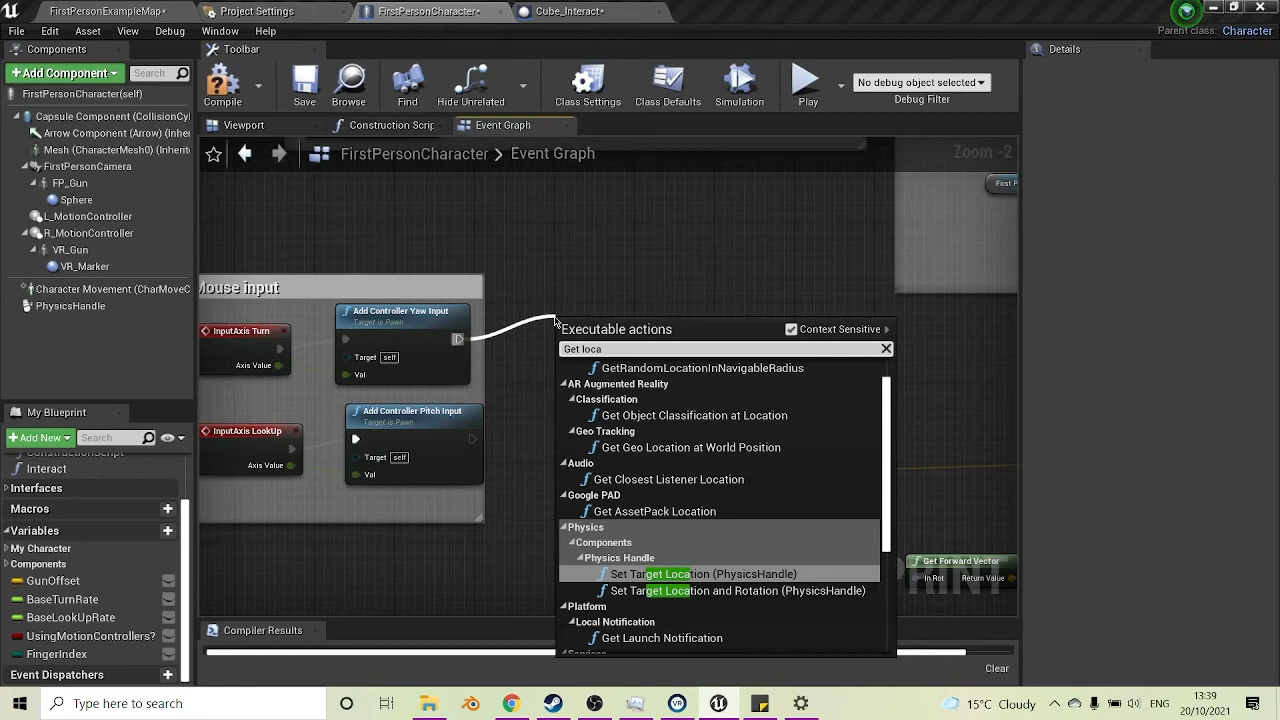 FirstPersonExampleMap*
Project Settings
FirstPersonCharacter*
Cube_Interact*
File Edit Asset View Debug Window Help
Parent class: Character
Components
Add Component
Search
FirstPersonCharacter(self)
Capsule Component (CollisionCyl
Arrow Component (Arrow) (Inheri
Mesh (CharacterMesh0) (Inherit
FirstPersonCamera
FP_Gun
Sphere
L_MotionController
R_MotionController
VR_Gun
VR_Marker
Character Movement (CharMoveC
PhysicsHandle
My Blueprint
Add New
Search
ConstructionScript
Interact
Interfaces
Macros
Variables
My Character
Components
GunOffset
BaseTurnRate
BaseLookUpRate
UsingMotionControllers?
FingerIndex
Event Dispatchers
Toolbar
Compile
Save
Browse
Find
Hide Unrelated
Class Settings
Class Defaults
Simulation
Play
No debug object selected
Debug Filter
Viewport
Construction Scrip
Event Graph
FirstPersonCharacter > Event Graph
Zoom -2
First P
Mouse input
InputAxis Turn
Axis Value
Add Controller Yaw Input
Target is Pawn
Target self
Val
InputAxis LookUp
Axis Value
Add Controller Pitch Input
Target is Pawn
Target self
Val
Executable actions
Context Sensitive
Get loca
GetRandomLocationInNavigableRadius
AR Augmented Reality
Classification
Get Object Classification at Location
Geo Tracking
Get Geo Location at World Position
Audio
Get Closest Listener Location
Google PAD
Get AssetPack Location
Physics
Components
Physics Handle
Set Target Location (PhysicsHandle)
Set Target Location and Rotation (PhysicsHandle)
Platform
Local Notification
Get Launch Notification
Services
Get Forward Vector
In Rot Return Value
RINT
Compiler Results
Clear
Details
Type here to search
15°C Cloudy
ENG
13:39
20/10/2021